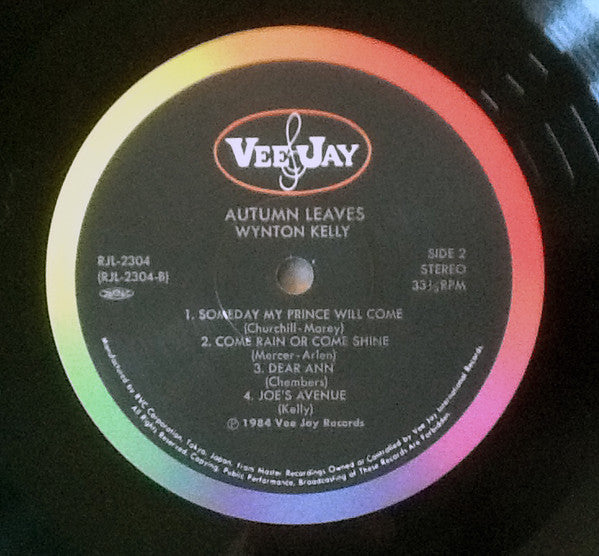 VEE JAY
AUTUMN LEAVES
WYNTON KELLY
RJL-2304
(RJL-2304-B)
SIDE 2
STEREO
33⅓RPM
1. SOMEDAY MY PRINCE WILL COME
(Churchill-Morey)
2. COME RAIN OR COME SHINE
(Mercer-Arlen)
3. DEAR ANN
(Chambers)
4. JOE'S AVENUE
(Kelly)
℗ 1984 Vee Jay Records
Manufactured by RVC Corporation, Tokyo, Japan, From Master Recordings Owned or Controlled by Vee Jay International Records.
All Rights Reserved. Copying, Public Performance, Broadcasting of These Records Are Forbidden.